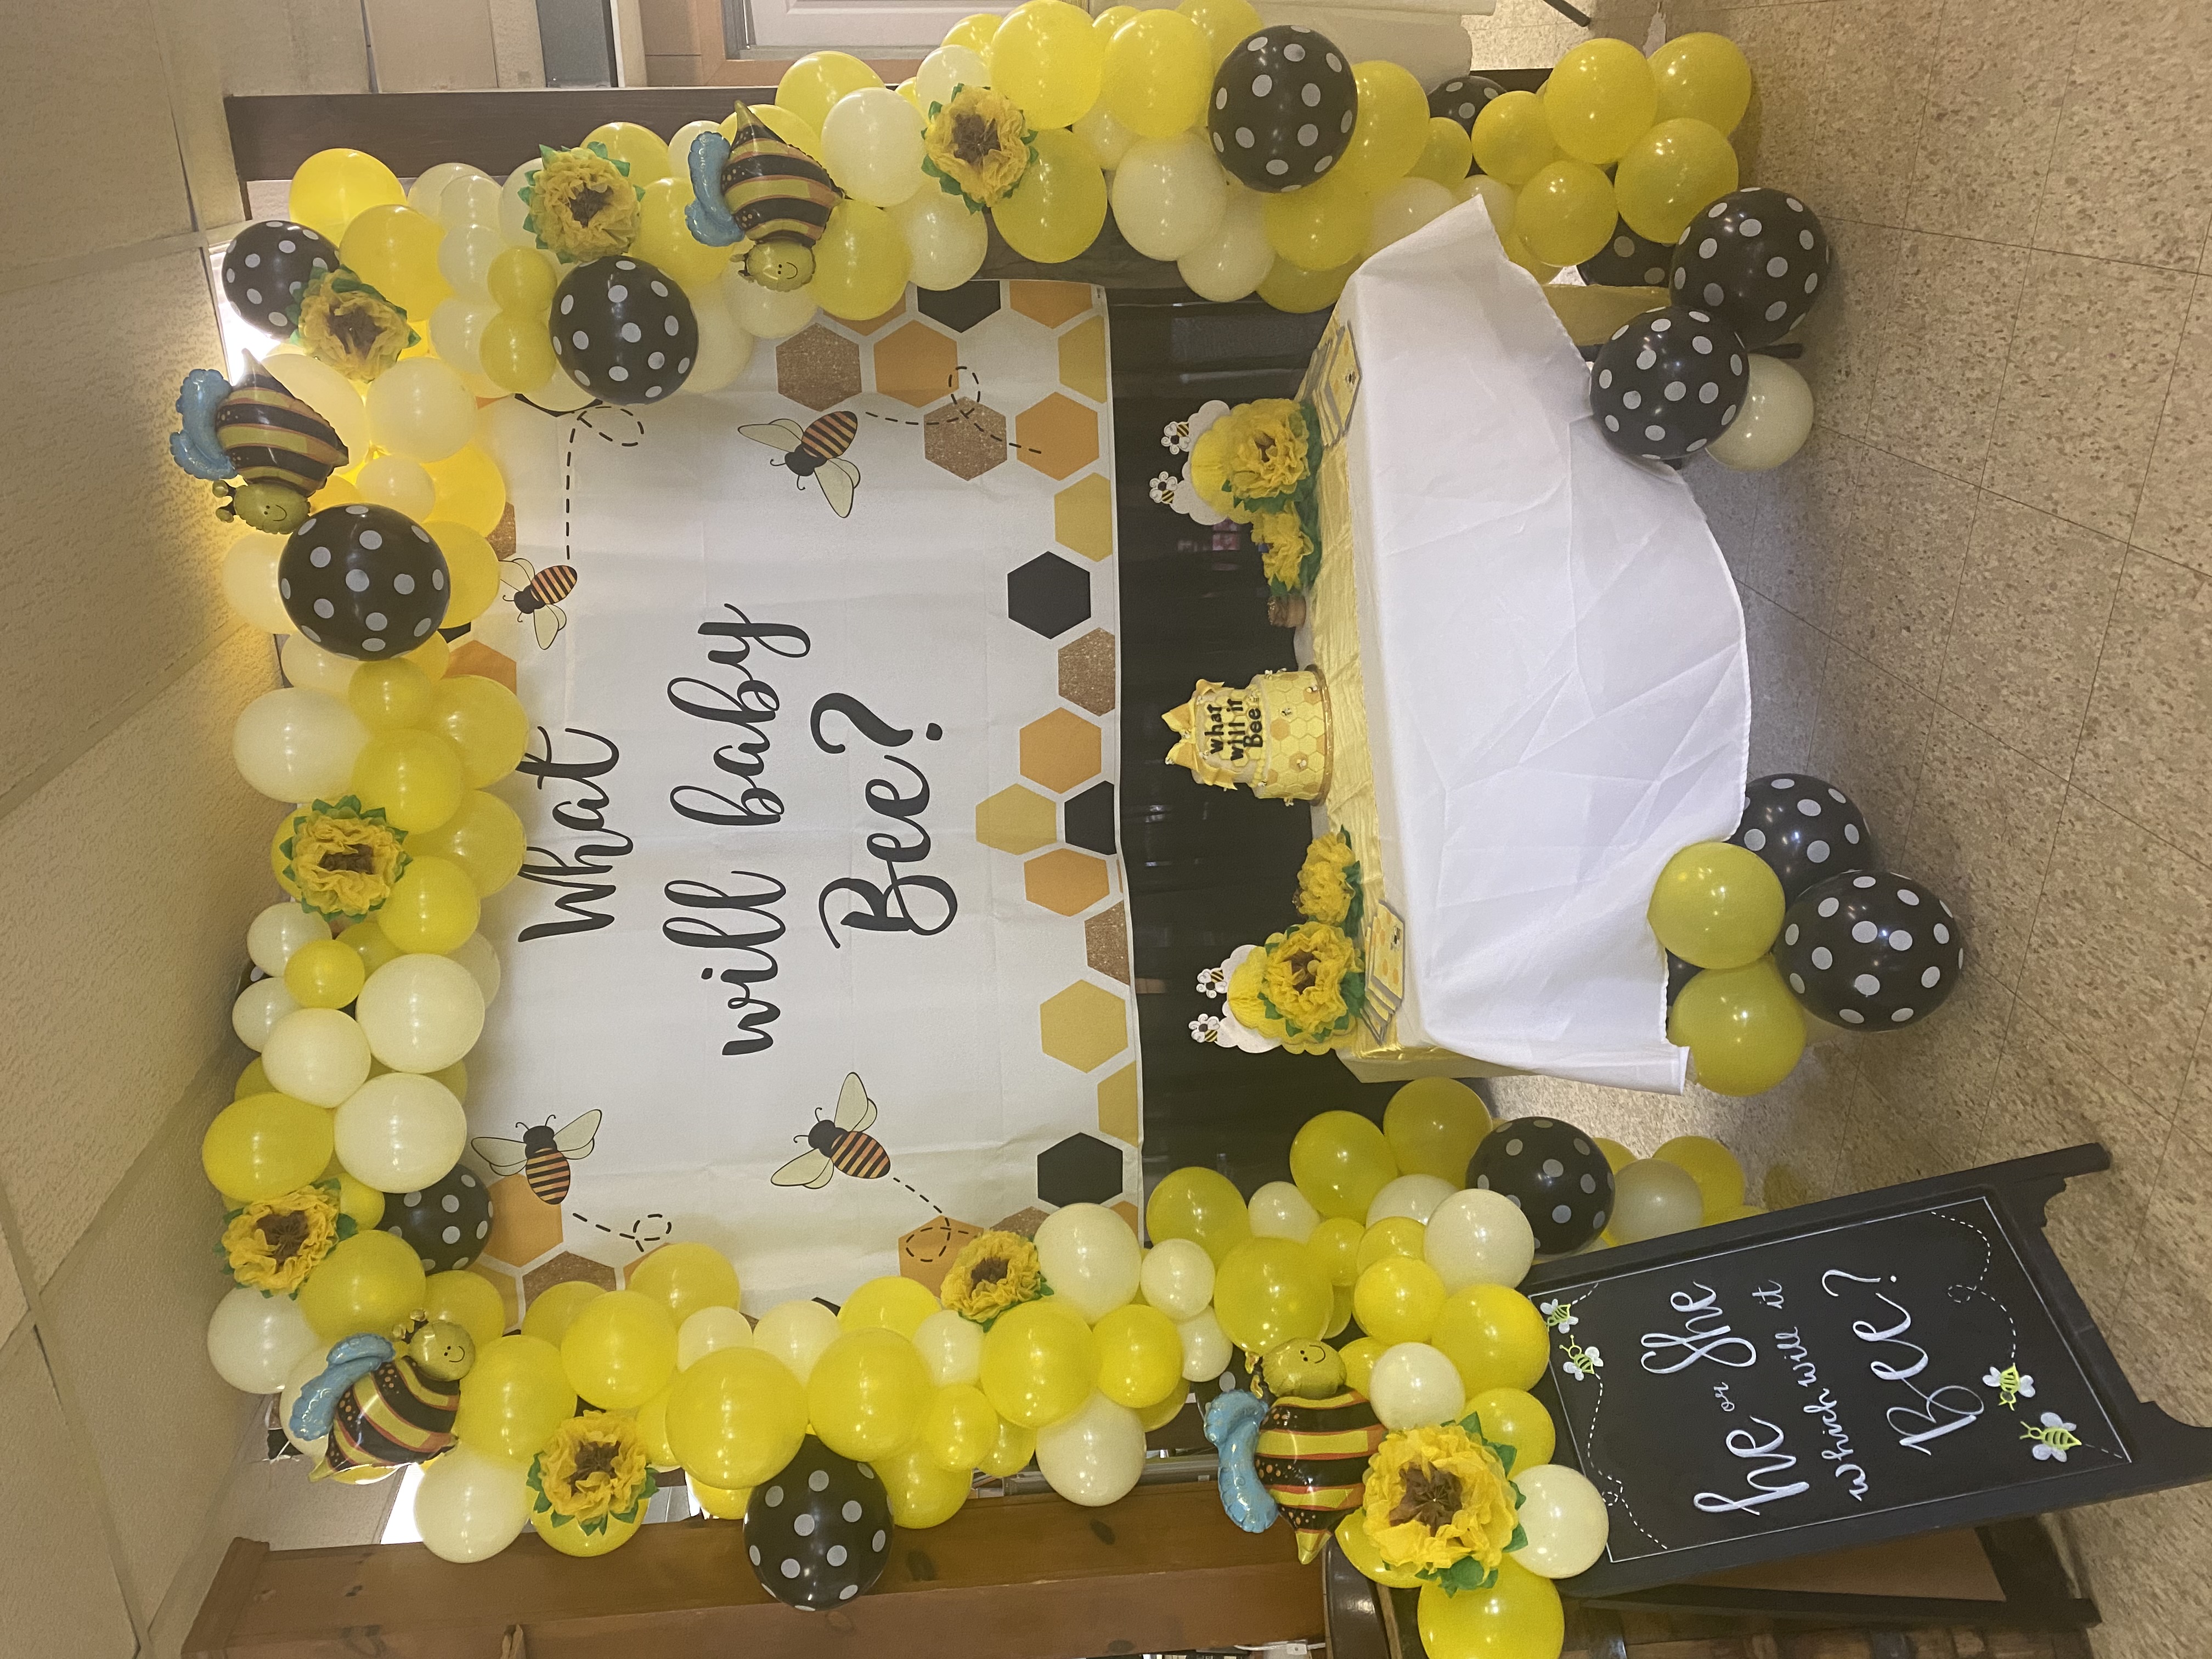 What
will baby
Bee?
what
will it
Bee
he or She
which will it
Bee?